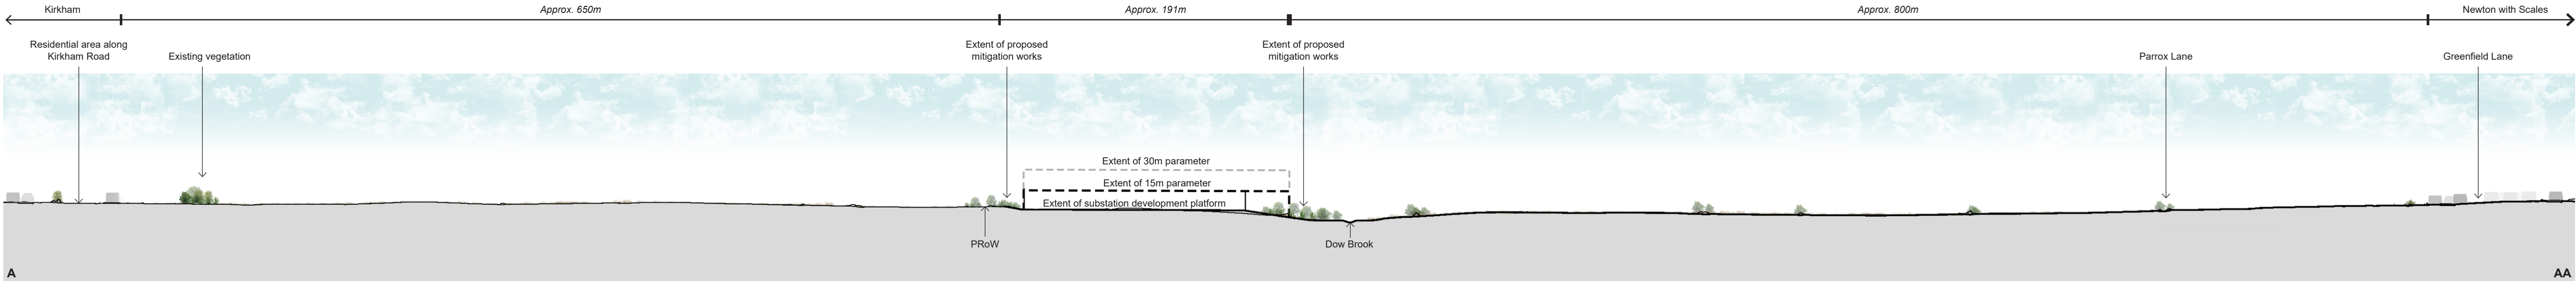 Kirkham
Approx. 650m
Approx. 191m
Approx. 800m
Newton with Scales
Residential area along
Kirkham Road
Existing vegetation
Extent of proposed
mitigation works
Extent of proposed
mitigation works
Parrox Lane
Greenfield Lane
Extent of 30m parameter
Extent of 15m parameter
Extent of substation development platform
PRoW
Dow Brook
A
AA